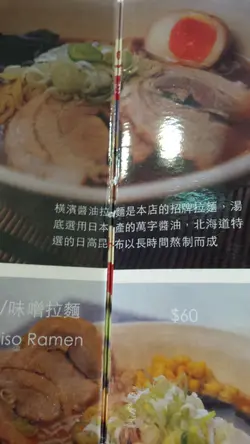 橫濱醬油拉麵是本店的招牌拉麵，湯
底選用日本產的萬字醬油，北海道特
選的日高昆布以長時間熬制而成
/味噌拉麵
$60
iso Ramen